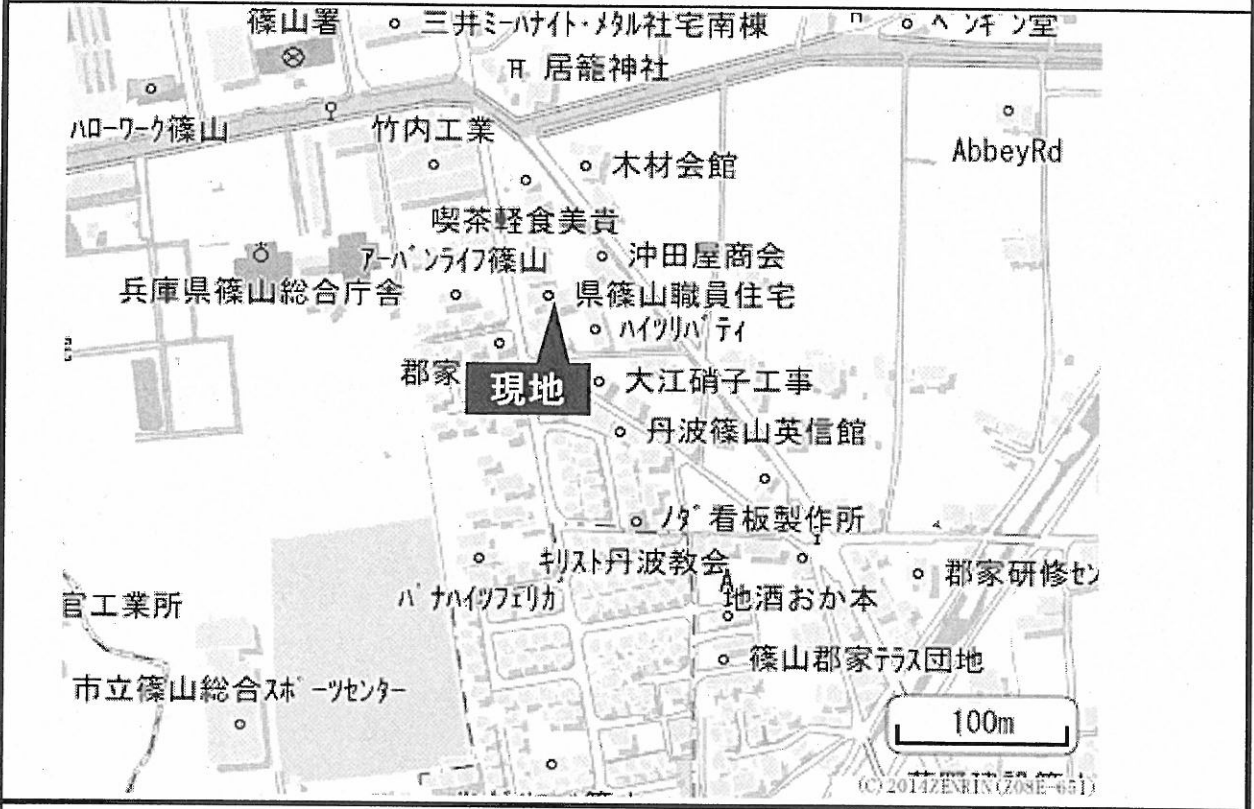 篠山署
三井ミーハナイト・メタル社宅南棟
ペンギン堂
居籠神社
ハローワーク篠山
竹内工業
木材会館
AbbeyRd
喫茶軽食美貴
アーバンライフ篠山
沖田屋商会
兵庫県篠山総合庁舎
県篠山職員住宅
ハイツリバティ
郡家
現地
大江硝子工事
丹波篠山英信館
ノダ看板製作所
キリスト丹波教会
郡家研修セン
官工業所
バナハイツフェリカ
地酒おか本
篠山郡家テラス団地
市立篠山総合スポーツセンター
100m
(C)2014ZENRIN(Z08E-651)